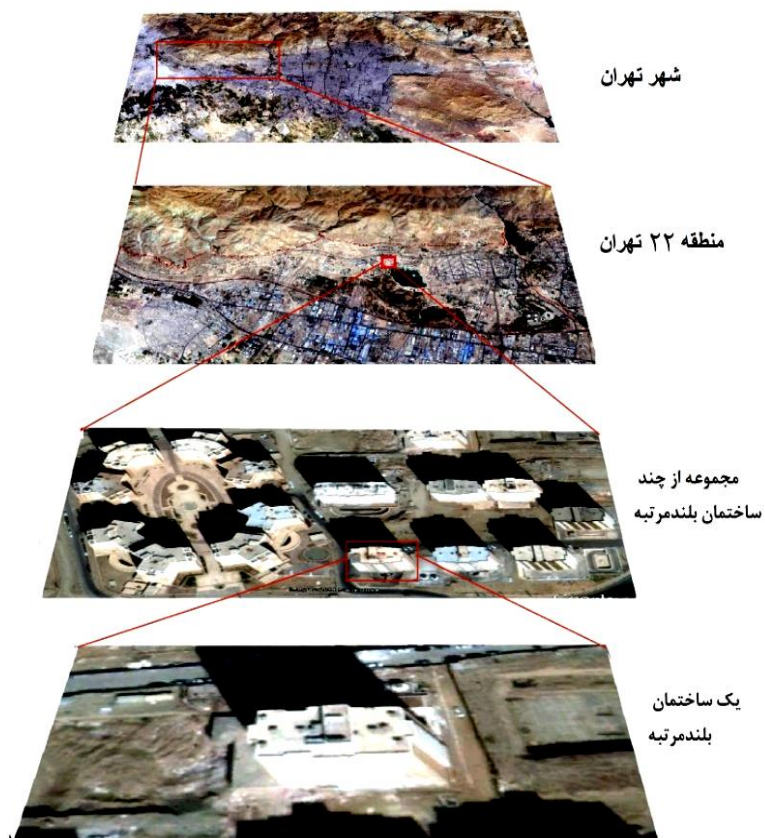 شهر تهران
منطقه ۲۲ تهران
مجموعه از چند
ساختمان بلندمرتبه
یک ساختمان
بلندمرتبه